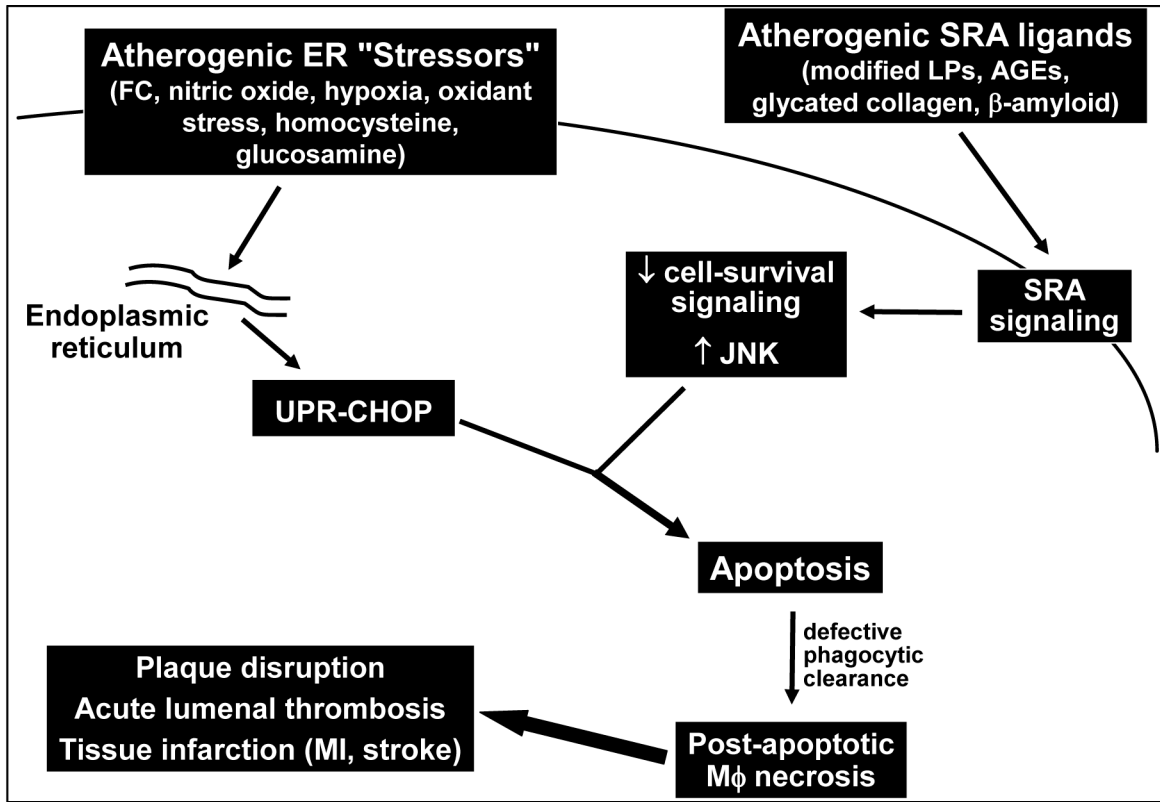 Atherogenic ER "Stressors"
(FC, nitric oxide, hypoxia, oxidant
stress, homocysteine,
glucosamine)
Atherogenic SRA ligands
(modified LPs, AGEs,
glycated collagen, β-amyloid)
Endoplasmic
reticulum
↓ cell-survival
signaling
↑ JNK
SRA
signaling
UPR-CHOP
Apoptosis
defective
phagocytic
clearance
Post-apoptotic
Mϕ necrosis
Plaque disruption
Acute lumenal thrombosis
Tissue infarction (MI, stroke)